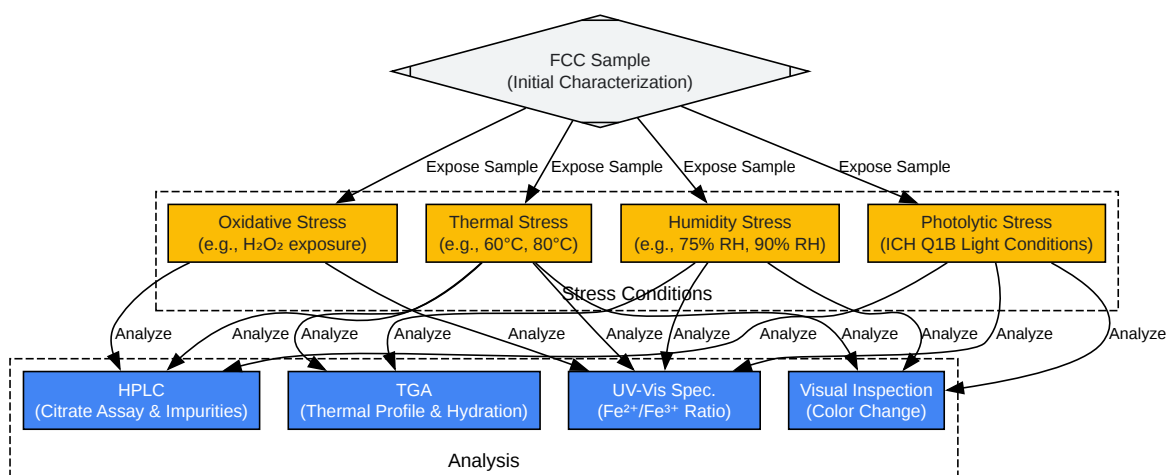 FCC Sample
(Initial Characterization)
Expose Sample
Expose Sample
Expose Sample
Expose Sample
Oxidative Stress
(e.g., H₂O₂ exposure)
Thermal Stress
(e.g., 60°C, 80°C)
Humidity Stress
(e.g., 75% RH, 90% RH)
Photolytic Stress
(ICH Q1B Light Conditions)
Stress Conditions
Analyze
Analyze
Analyze
Analyze
Analyze
Analyze
Analyze
Analyze
Analyze
Analyze
HPLC
(Citrate Assay & Impurities)
TGA
(Thermal Profile & Hydration)
UV-Vis Spec.
(Fe²⁺/Fe³⁺ Ratio)
Visual Inspection
(Color Change)
Analysis